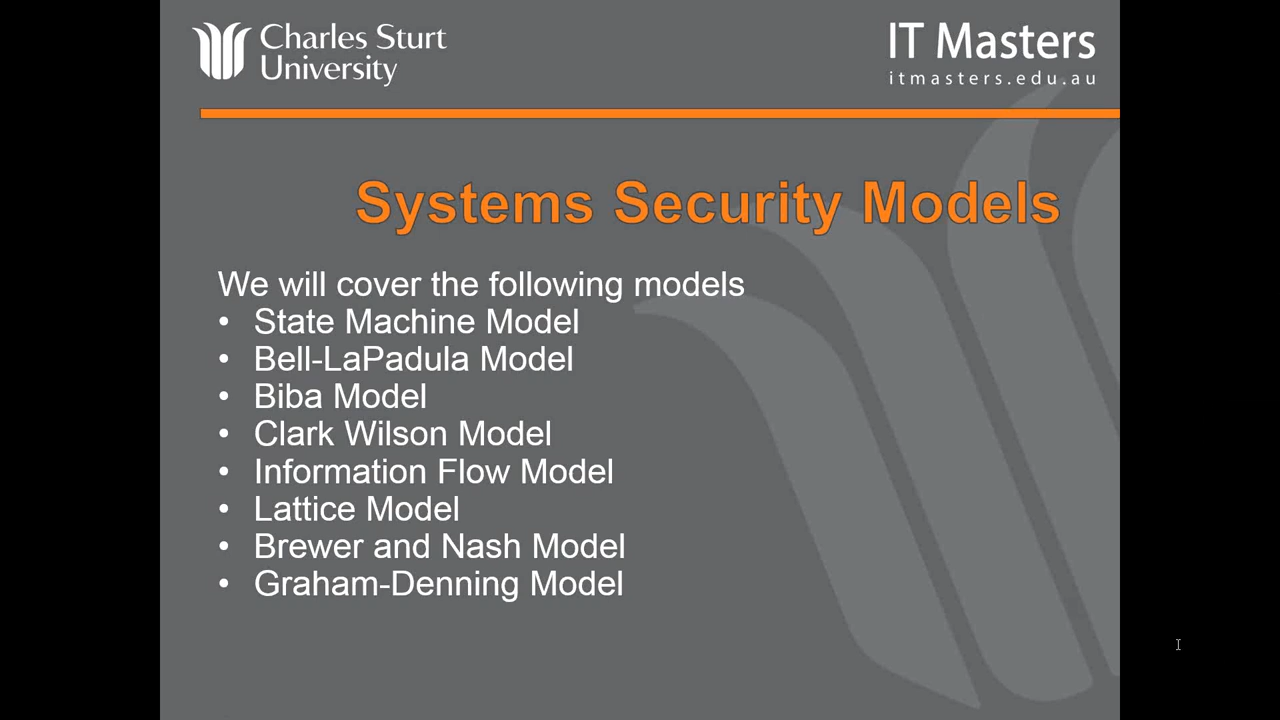 Charles Sturt
University
IT Masters
itmasters.edu.au
Systems Security Models
We will cover the following models
• State Machine Model
• Bell-LaPadula Model
• Biba Model
• Clark Wilson Model
• Information Flow Model
• Lattice Model
• Brewer and Nash Model
• Graham-Denning Model